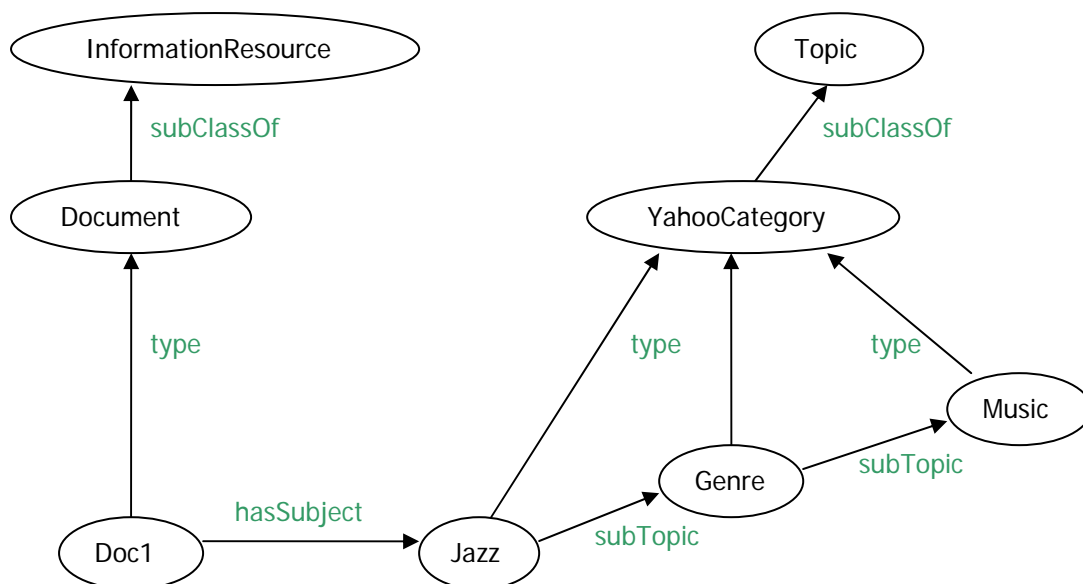 InformationResource
Topic
subClassOf
subClassOf
Document
YahooCategory
type
type
type
Music
subTopic
Genre
hasSubject
subTopic
Doc1
Jazz